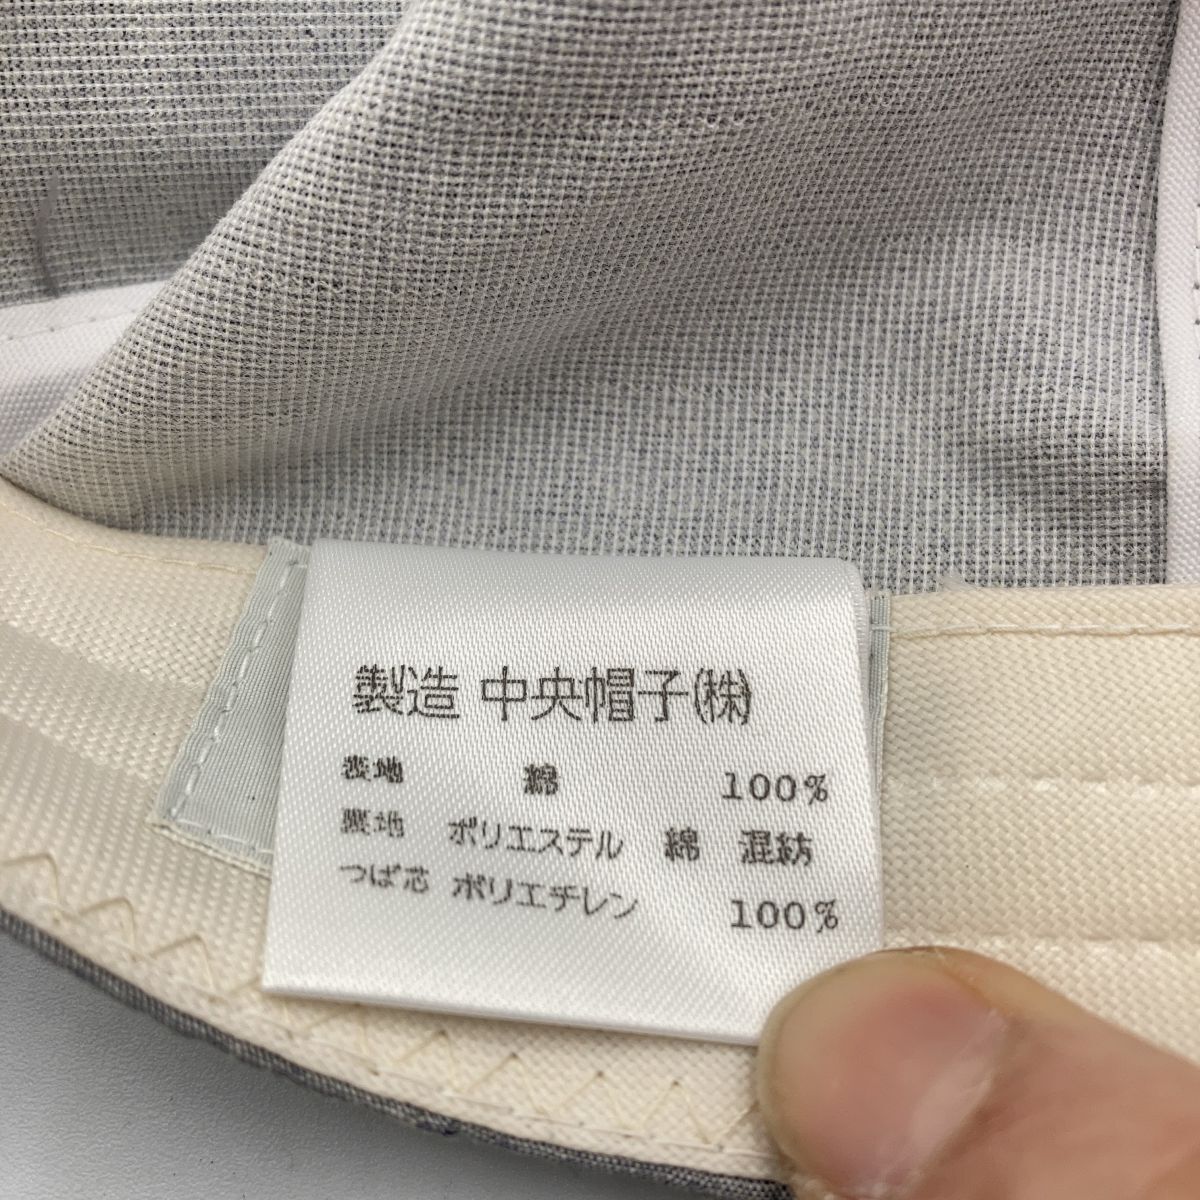 製造 中央帽子(株)
表地 綿 100%
裏地 ポリエステル 綿 混紡
つば芯 ポリエチレン 100%